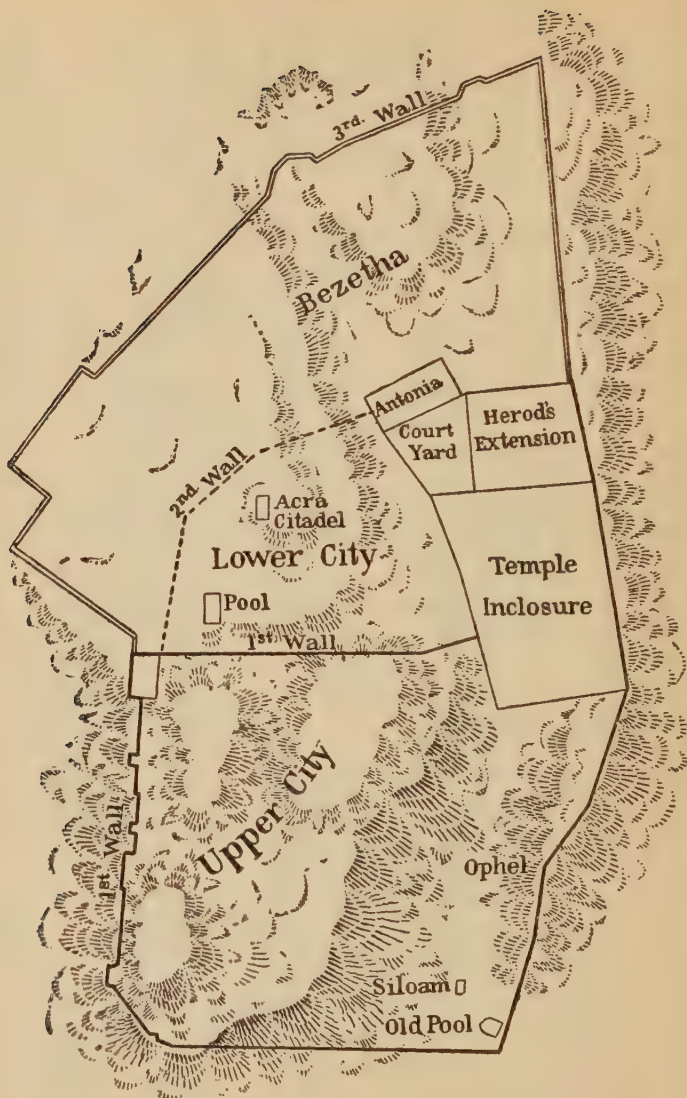 3rd. Wall
Bezetha
Antonia
Court
Yard
Herod's
Extension
2nd Wall
Acra
Citadel
Lower City
Temple
Inclosure
Pool
1st Wall
Upper City
1st Wall
Ophel
Siloam
Old Pool